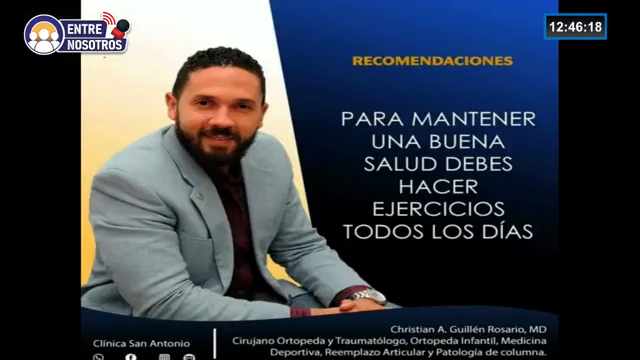 ENTRE
NOSOTROS
12:46:18
RECOMENDACIONES
PARA MANTENER
UNA BUENA
SALUD DEBES
HACER
EJERCICIOS
TODOS LOS DÍAS
Christian A. Guillén Rosario, MD
Clínica San Antonio
Cirujano Ortopeda y Traumatólogo, Ortopeda Infantil, Medicina
Deportiva, Reemplazo Articular y Patología de columna.